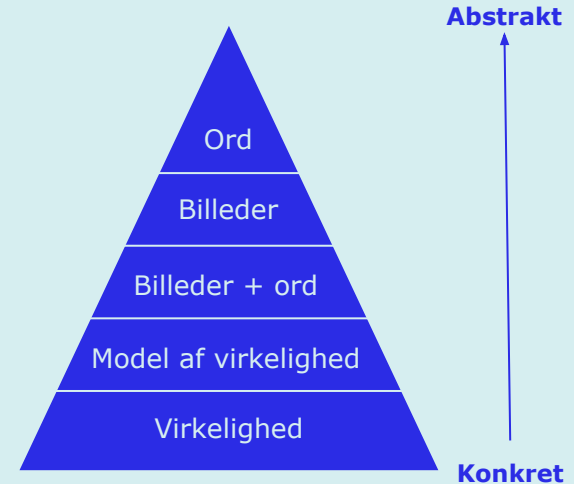 Abstrakt
Ord
Billeder
Billeder + ord
Model af virkelighed
Virkelighed
Konkret